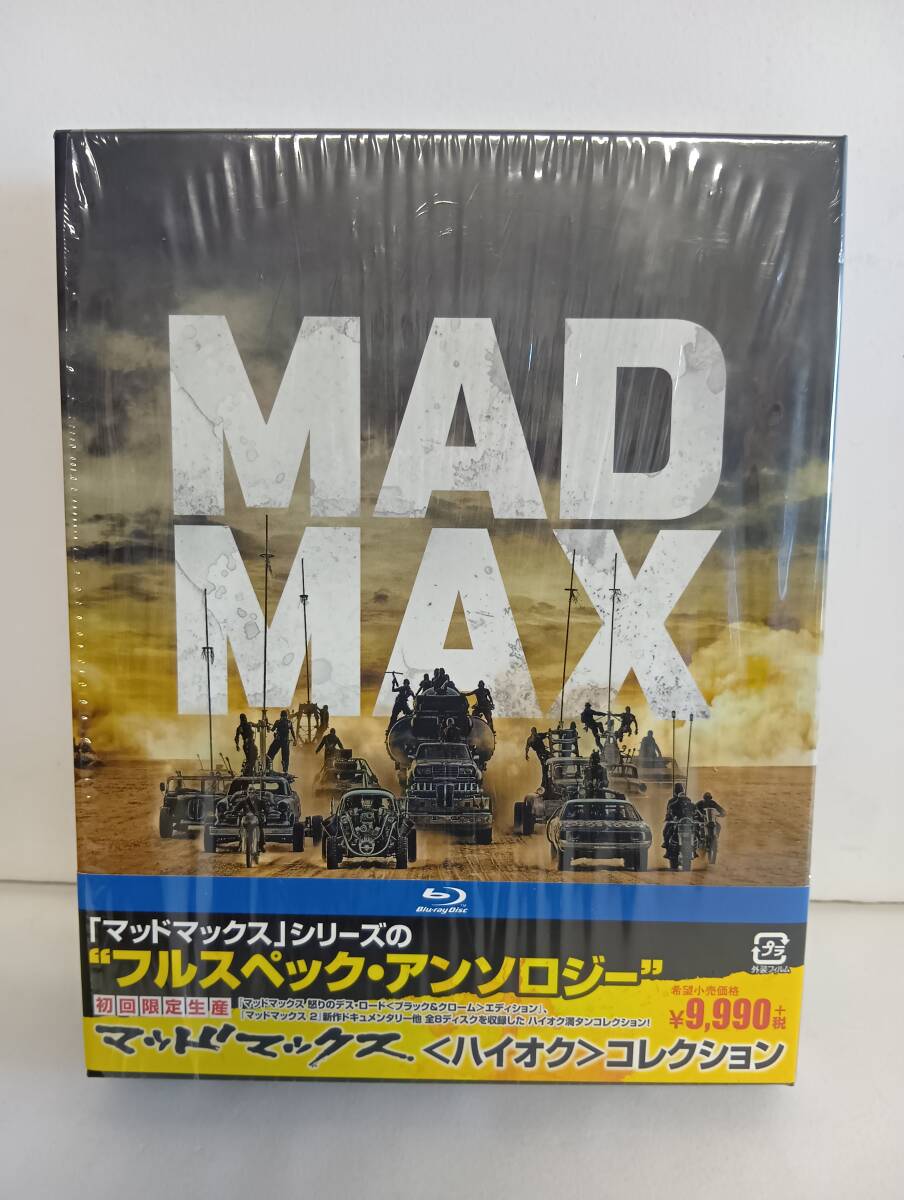 MAD
MAX
Blu-ray Disc
「マッドマックス」シリーズの
“フルスペック・アンソロジー”
プラ
外装フィルム
初回限定生産
「マッドマックス 怒りのデス・ロード<ブラック&クローム>エディション」、
「マッドマックス 2」新作ドキュメンタリー他 全8ディスクを収録した ハイオク満タンコレクション!
希望小売価格
¥9,990+税
マッドマックス <ハイオク>コレクション